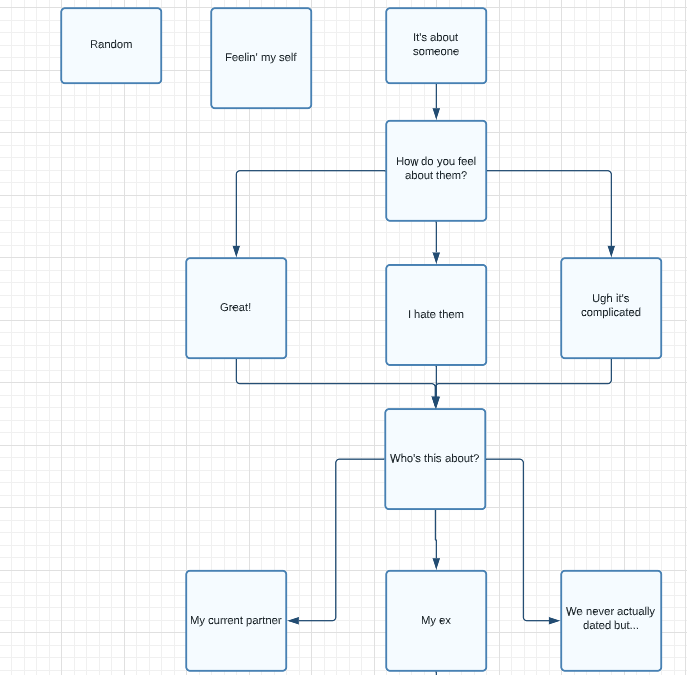 Random
Feelin' my self
It's about
someone
How do you feel
about them?
Great!
I hate them
Ugh it's
complicated
Who's this about?
My current partner
My ex
We never actually
dated but...